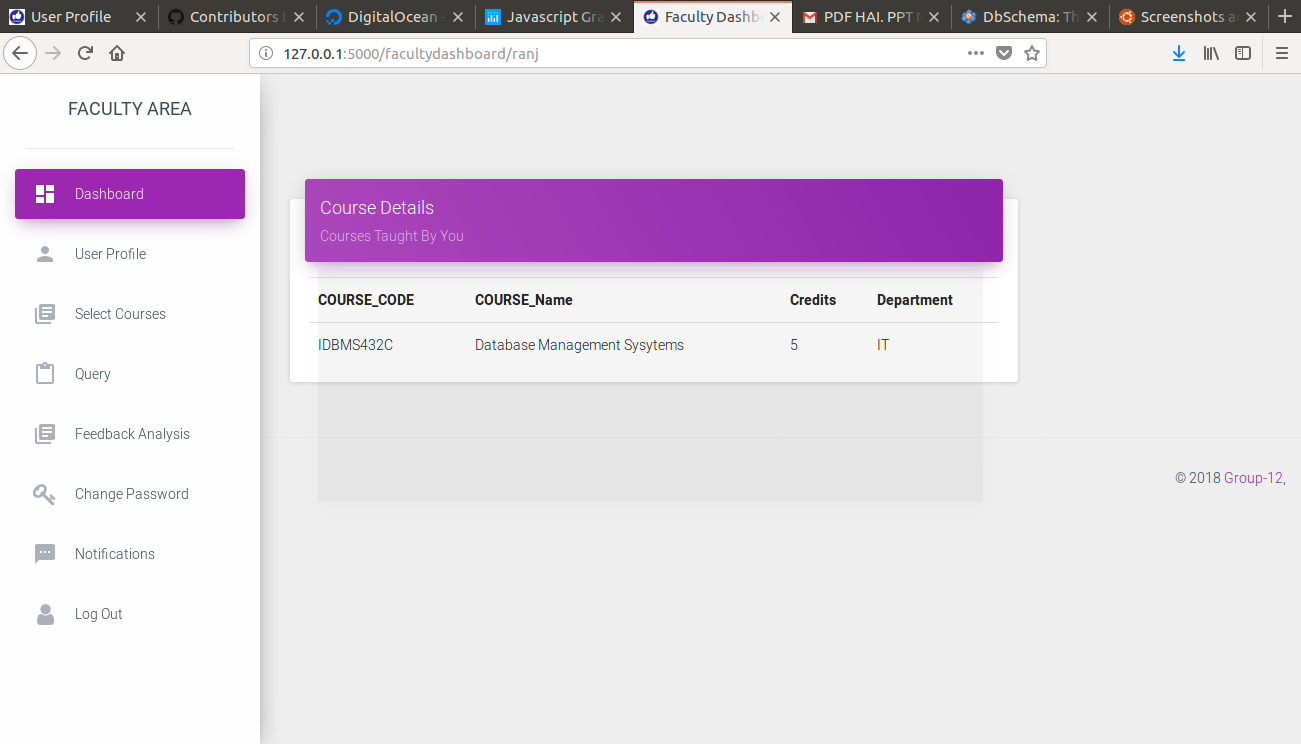 User Profile
Contributors
DigitalOcean
Javascript Gra
Faculty Dashb
PDF HAI. PPT
DbSchema: Th
Screenshots a
127.0.0.1:5000/facultydashboard/ranj
FACULTY AREA
Dashboard
User Profile
Select Courses
Query
Feedback Analysis
Change Password
Notifications
Log Out
Course Details
Courses Taught By You
COURSE_CODE COURSE_Name Credits Department
IDBMS432C Database Management Sysytems 5 IT
© 2018 Group-12,